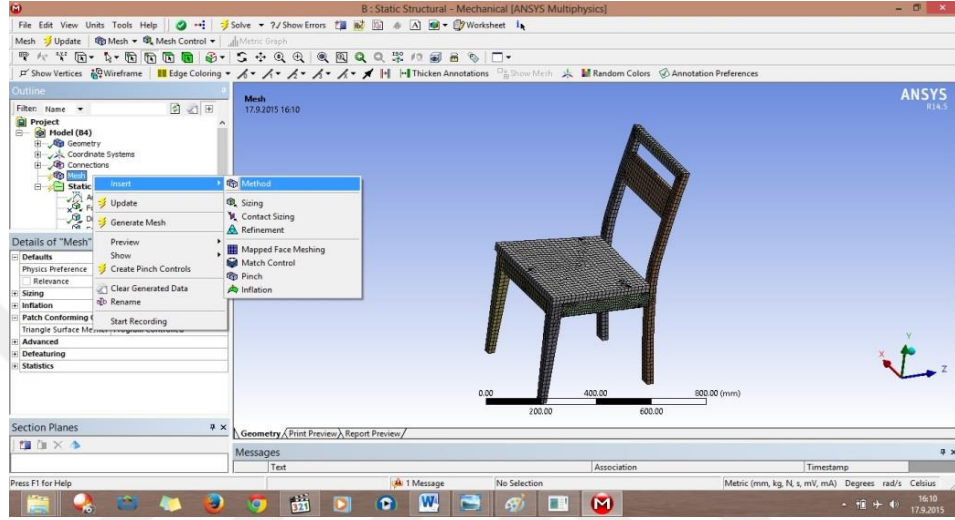 B : Static Structural - Mechanical [ANSYS Multiphysics]
File Edit View Units Tools Help Solve ?/ Show Errors Worksheet
Mesh Update Mesh Mesh Control Metric Graph
Show Vertices Wireframe Edge Coloring Thicken Annotations Show Mesh Random Colors Annotation Preferences
Outline
Filter: Name
Project
Model (B4)
Geometry
Coordinate Systems
Connections
Mesh
Static
Insert
Update
Generate Mesh
Preview
Show
Create Pinch Controls
Clear Generated Data
Rename
Start Recording
Method
Sizing
Contact Sizing
Refinement
Mapped Face Meshing
Match Control
Pinch
Inflation
Details of "Mesh"
Defaults
Physics Preference
Relevance
Sizing
Inflation
Patch Conforming
Triangle Surface
Advanced
Defeaturing
Statistics
Section Planes
Mesh
17.9.2015 16:10
ANSYS
R14.5
Y
X
Z
0.00 400.00 800.00 (mm)
200.00 600.00
Geometry Print Preview Report Preview
Messages
Text Association Timestamp
Press F1 for Help 1 Message No Selection Metric (mm, kg, N, s, mV, mA) Degrees rad/s Celsius
321
16:10
17.9.2015